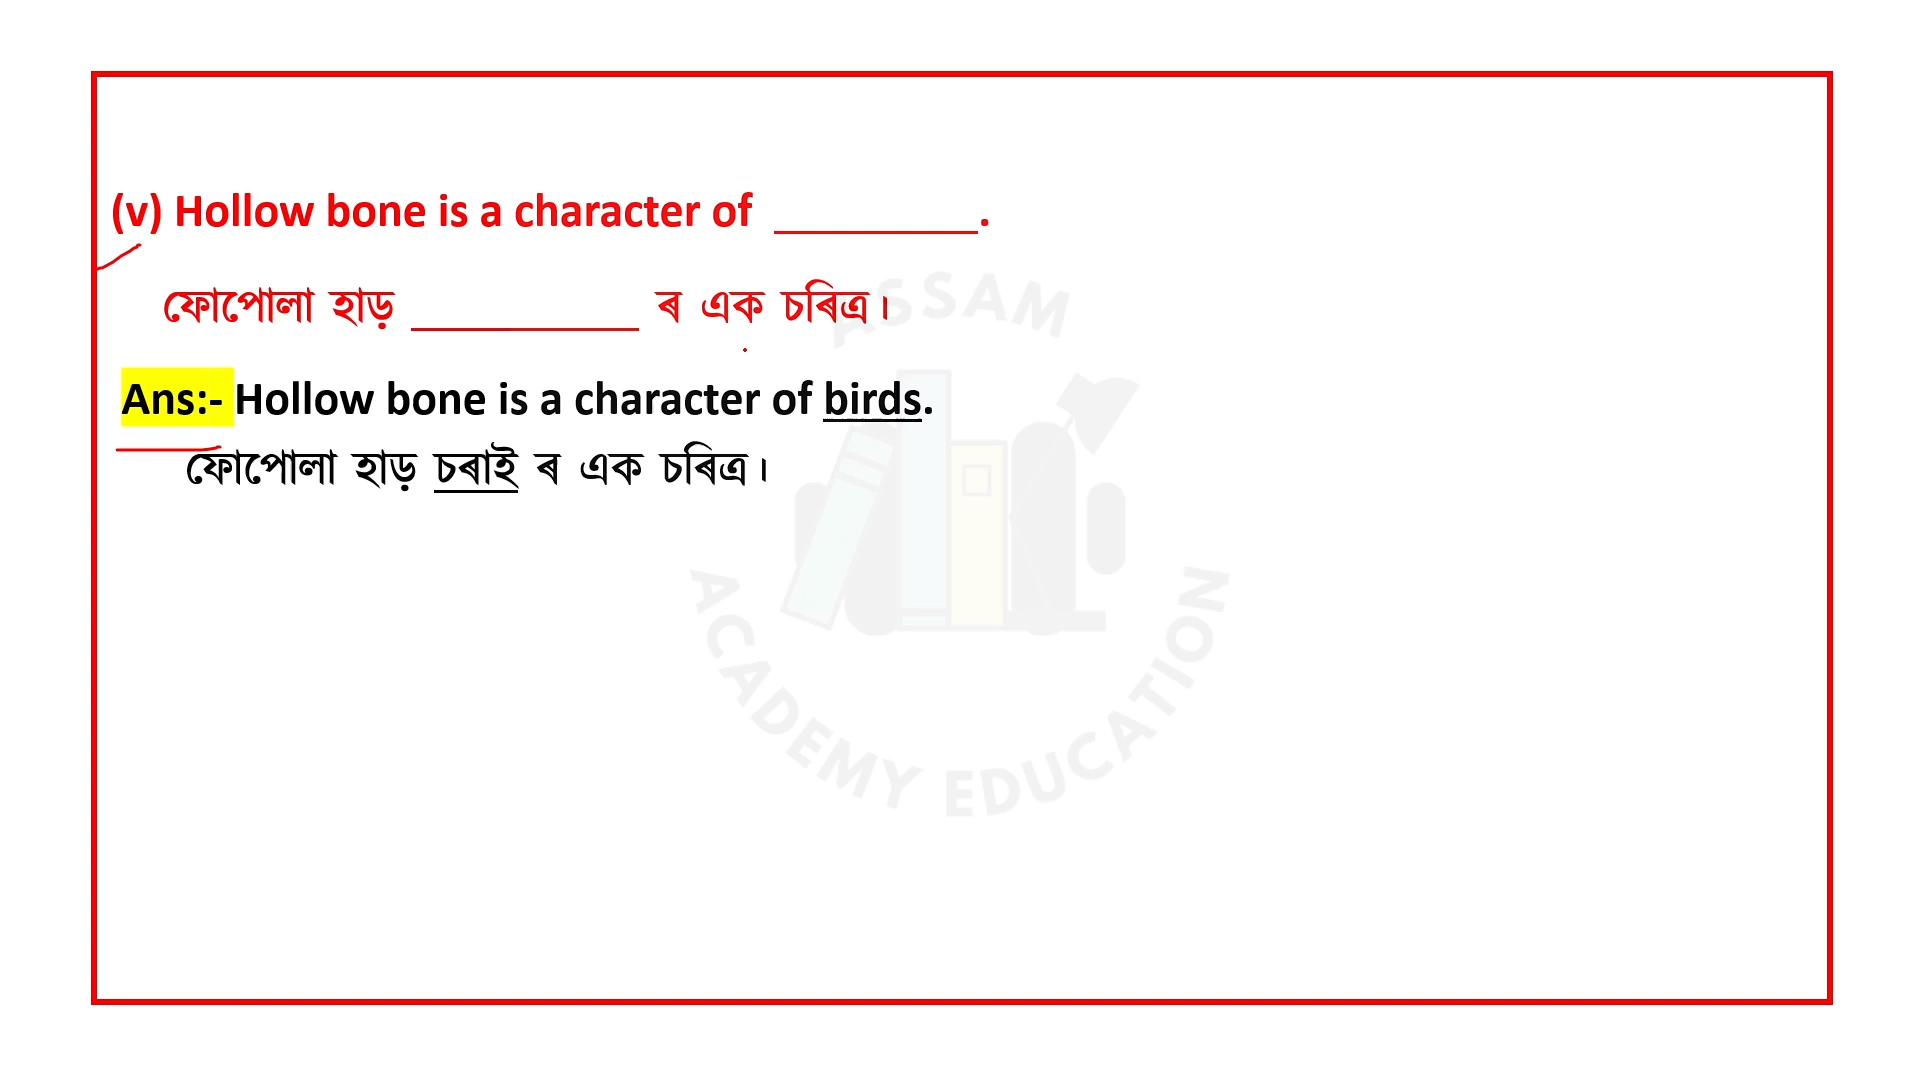 (v) Hollow bone is a character of __________.
ফোপোলা হাড় __________ ৰ এক চৰিত্ৰ।
Ans:- Hollow bone is a character of birds.
ফোপোলা হাড় চৰাই ৰ এক চৰিত্ৰ।
ASSAM
ACADEMY EDUCATION